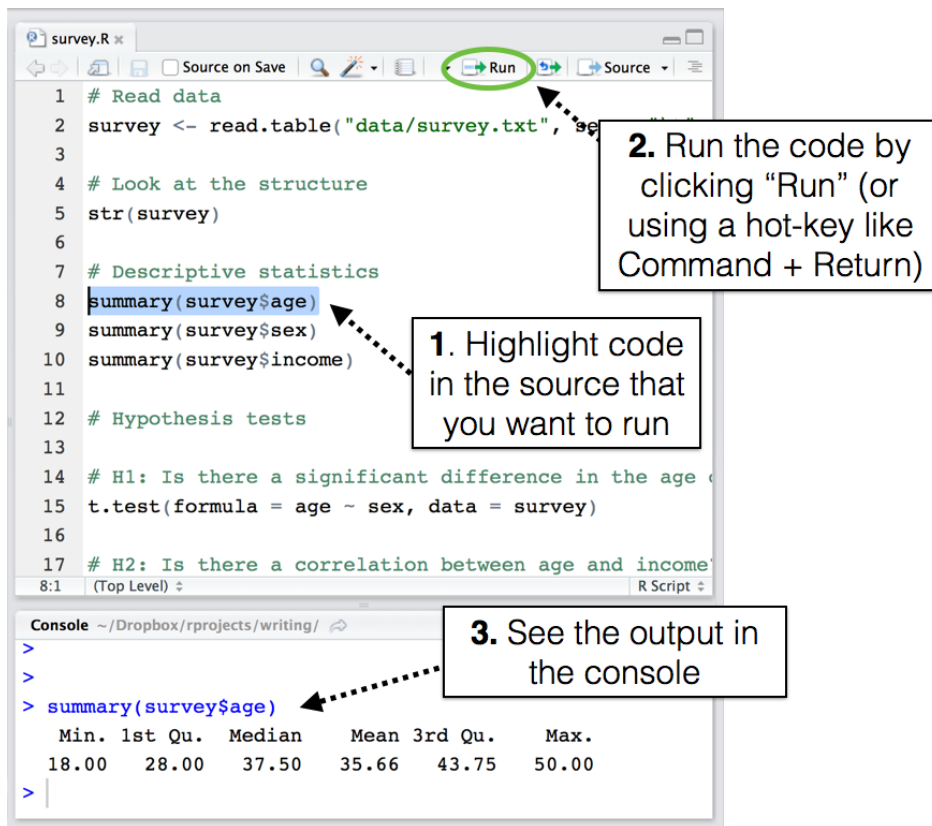 survey.R
Source on Save Run Source
1 # Read data
2 survey <- read.table("data/survey.txt",
3
4 # Look at the structure
5 str(survey)
6
7 # Descriptive statistics
8 summary(survey$age)
9 summary(survey$sex)
10 summary(survey$income)
11
12 # Hypothesis tests
13
14 # H1: Is there a significant difference in the age
15 t.test(formula = age ~ sex, data = survey)
16
17 # H2: Is there a correlation between age and income
8:1 (Top Level) R Script
2. Run the code by
clicking “Run” (or
using a hot-key like
Command + Return)
1. Highlight code
in the source that
you want to run
Console ~/Dropbox/rprojects/writing/
>
>
> summary(survey$age)
Min. 1st Qu. Median Mean 3rd Qu. Max.
18.00 28.00 37.50 35.66 43.75 50.00
>
3. See the output in
the console